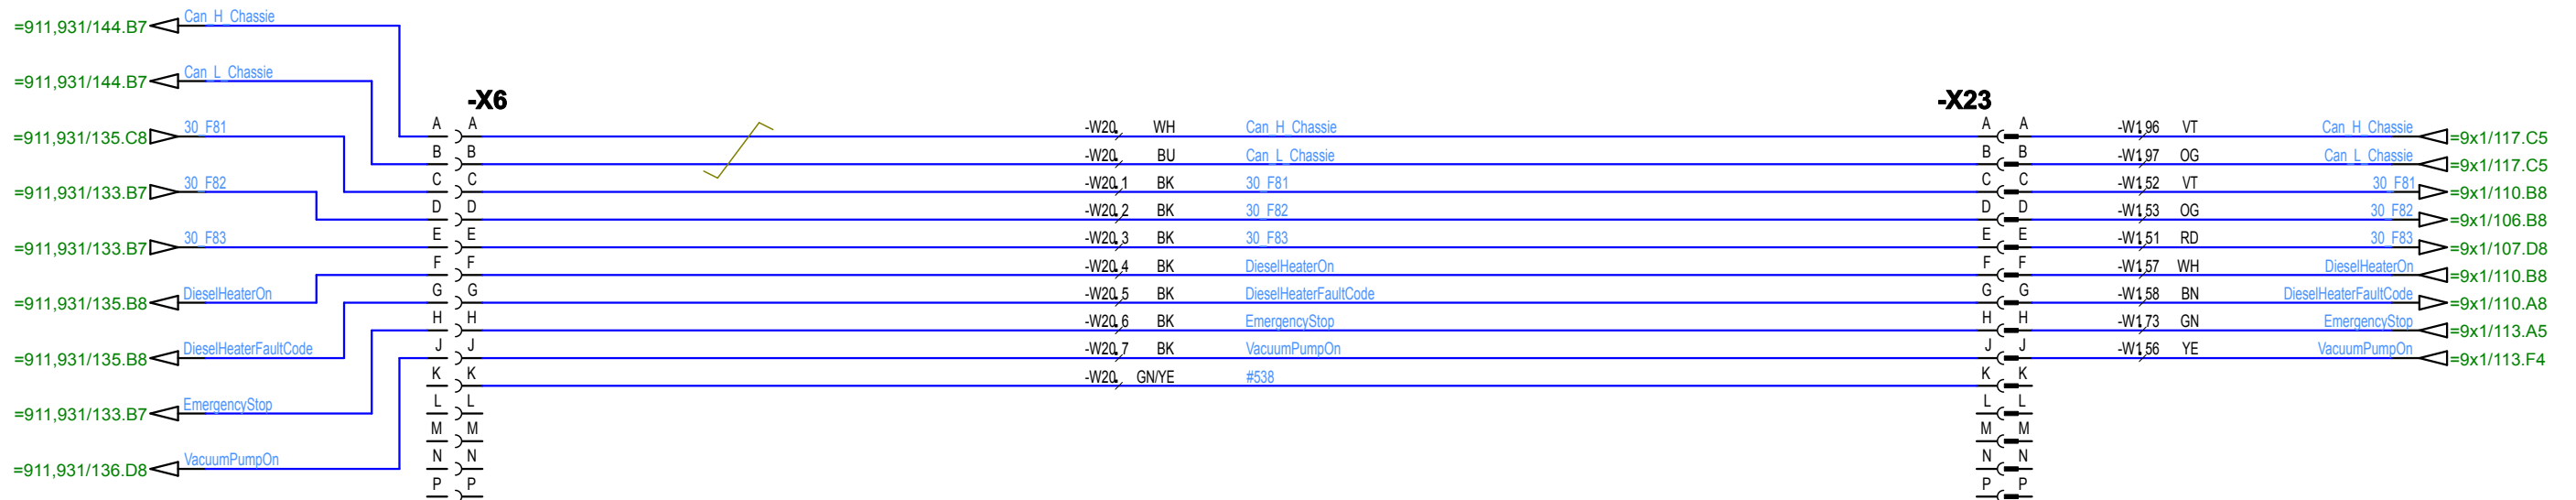 =911,931/144.B7 Can_H_Chassie
=911,931/144.B7 Can_L_Chassie
-X6 -X23
=911,931/135.C8 30_F81
A A -W20. WH Can_H_Chassie A A -W1.96 VT Can_H_Chassie =9x1/117.C5
B B -W20. BU Can_L_Chassie B B -W1.97 OG Can_L_Chassie =9x1/117.C5
=911,931/133.B7 30_F82
C C -W20.1 BK 30_F81 C C -W1.52 VT 30_F81 =9x1/110.B8
D D -W20.2 BK 30_F82 D D -W1.53 OG 30_F82 =9x1/106.B8
=911,931/133.B7 30_F83
E E -W20.3 BK 30_F83 E E -W1.51 RD 30_F83 =9x1/107.D8
F F -W20.4 BK DieselHeaterOn F F -W1.57 WH DieselHeaterOn =9x1/110.B8
=911,931/135.B8 DieselHeaterOn
G G -W20.5 BK DieselHeaterFaultCode G G -W1.58 BN DieselHeaterFaultCode =9x1/110.A8
H H -W20.6 BK EmergencyStop H H -W1.73 GN EmergencyStop =9x1/113.A5
=911,931/135.B8 DieselHeaterFaultCode
J J -W20.7 BK VacuumPumpOn J J -W1.56 YE VacuumPumpOn =9x1/113.F4
K K -W20. GN/YE #538 K K
=911,931/133.B7 EmergencyStop
L L L L
M M M M
=911,931/136.D8 VacuumPumpOn
N N N N
P P P P